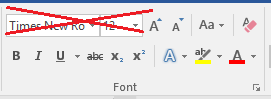 Times New Ro 12 A A Aa A
B I U abc X2 X2 A ab A
Font